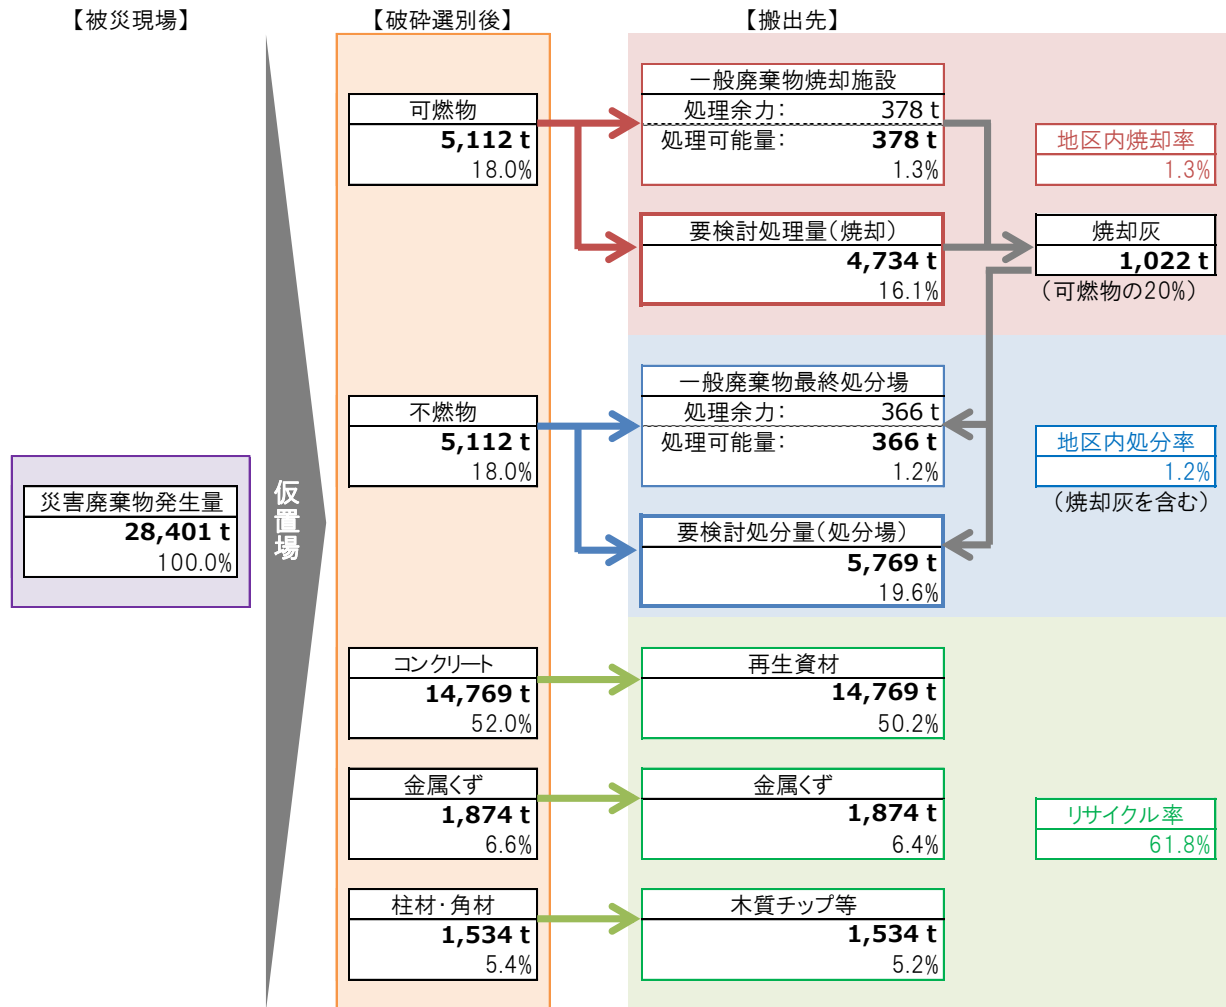 【被災現場】
【破砕選別後】
【搬出先】
災害廃棄物発生量
28,401 t
100.0%
仮置場
可燃物
5,112 t
18.0%
不燃物
5,112 t
18.0%
コンクリート
14,769 t
52.0%
金属くず
1,874 t
6.6%
柱材・角材
1,534 t
5.4%
一般廃棄物焼却施設
処理余力： 378 t
処理可能量： 378 t
1.3%
要検討処理量(焼却)
4,734 t
16.1%
地区内焼却率
1.3%
焼却灰
1,022 t
（可燃物の20%）
一般廃棄物最終処分場
処理余力： 366 t
処理可能量： 366 t
1.2%
要検討処分量(処分場)
5,769 t
19.6%
地区内処分率
1.2%
（焼却灰を含む）
再生資材
14,769 t
50.2%
金属くず
1,874 t
6.4%
木質チップ等
1,534 t
5.2%
リサイクル率
61.8%